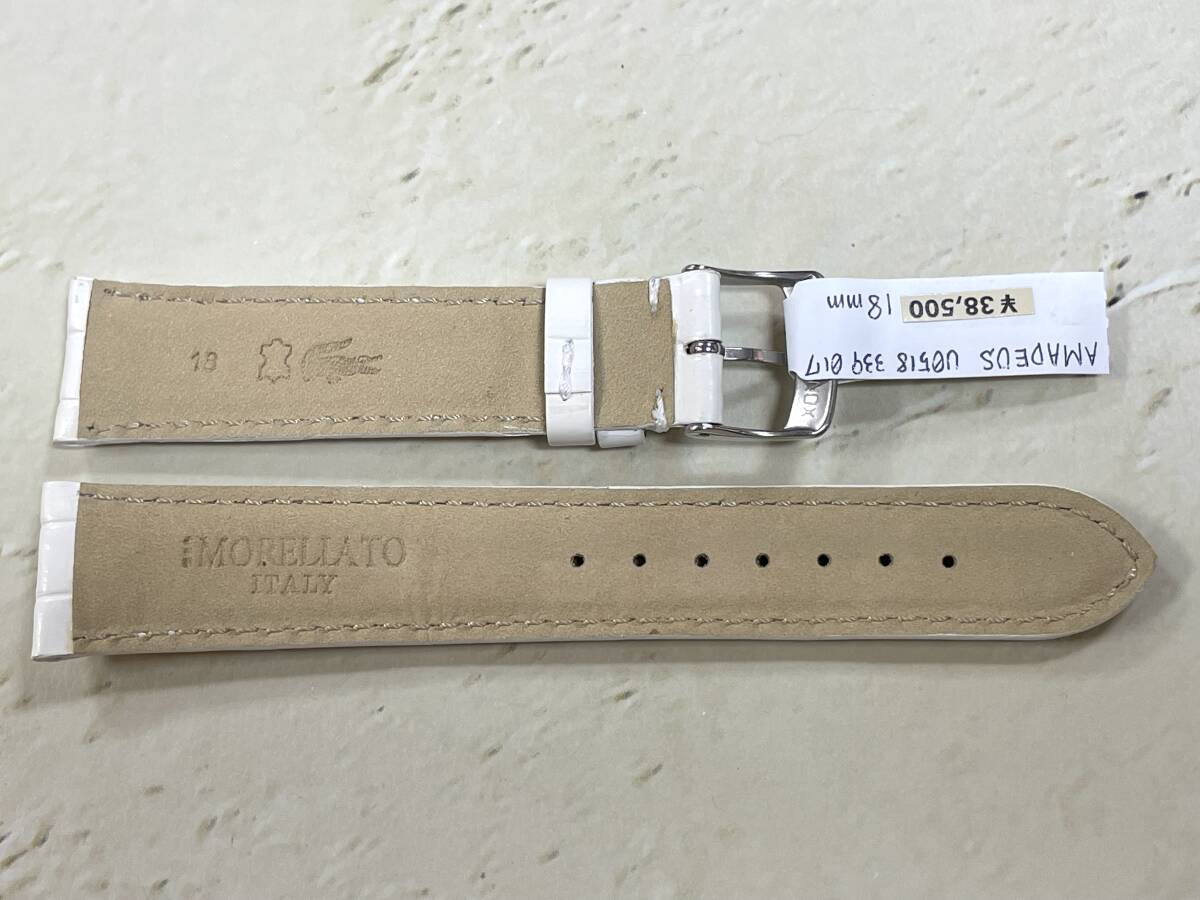 18
MORELLATO
ITALY
AMADEUS U0518 339 017
18mm ¥38,500